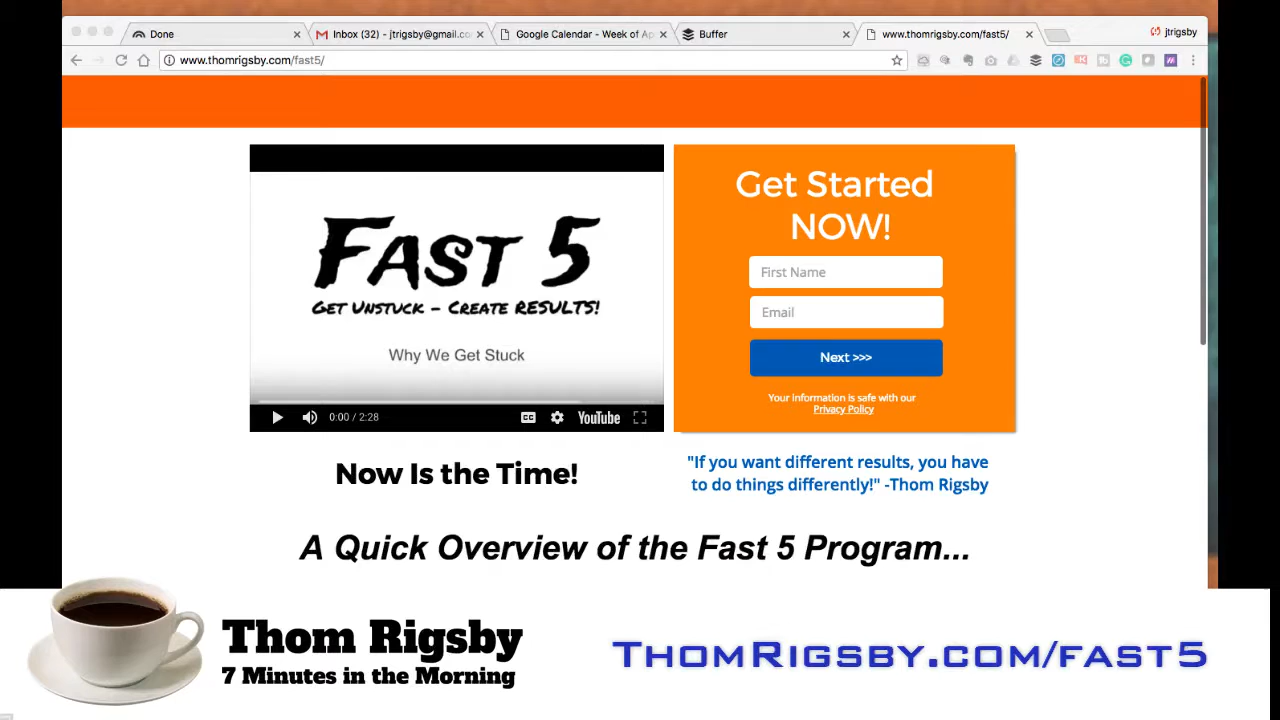 Done
Inbox (32) - jtrigsby@gmail.co
Google Calendar - Week of Ap
Buffer
www.thomrigsby.com/fast5/
jtrigsby
www.thomrigsby.com/fast5/
Fast 5
Get Unstuck – Create RESULTS!
Why We Get Stuck
0:00 / 2:28
CC
YouTube
Get Started
NOW!
First Name
Email
Next >>>
Your information is safe with our
Privacy Policy
Now Is the Time!
"If you want different results, you have
to do things differently!" -Thom Rigsby
A Quick Overview of the Fast 5 Program...
Thom Rigsby
7 Minutes in the Morning
ThomRigsby.com/fast5